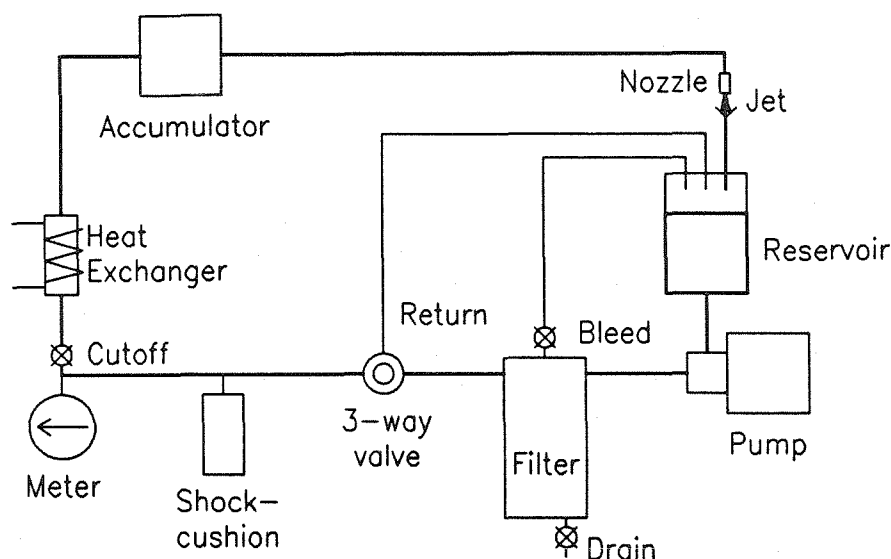 Nozzle
Jet
Accumulator
Heat
Exchanger
Reservoir
Return
Bleed
Cutoff
3-way
valve
Filter
Pump
Meter
Shock-
cushion
Drain